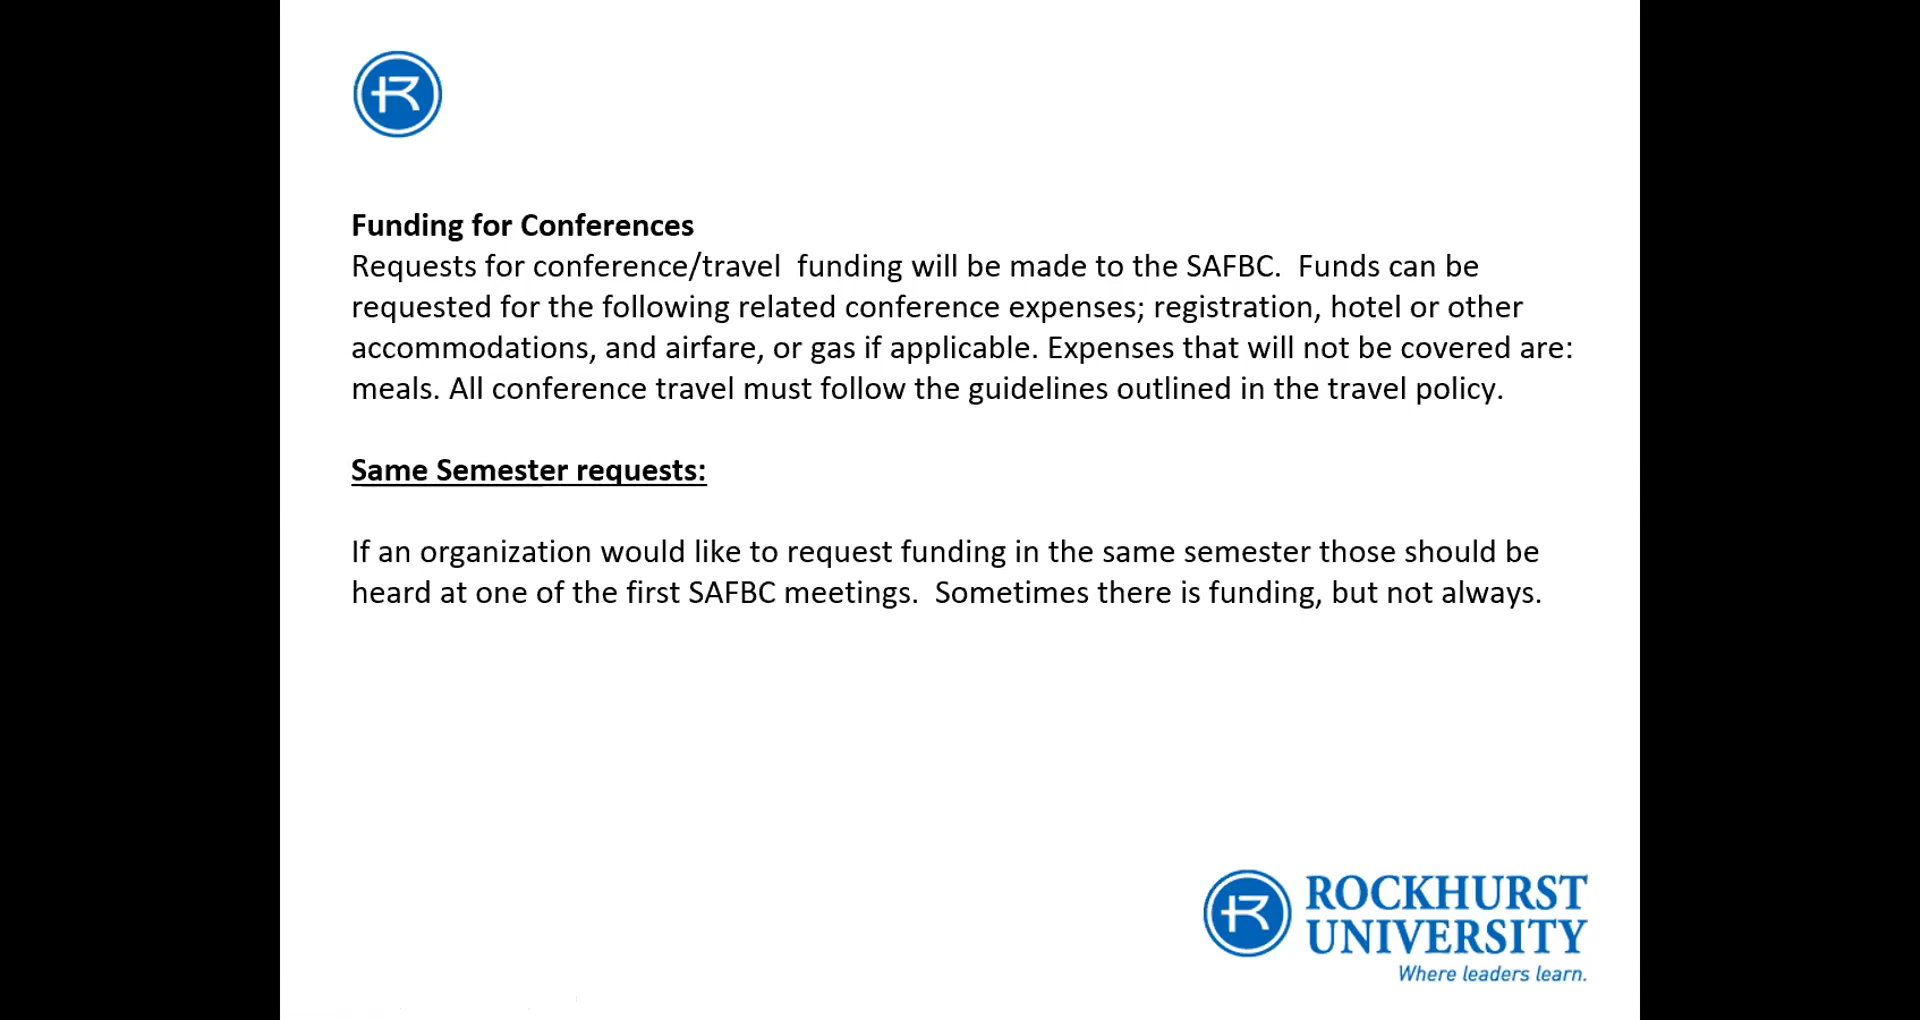 Funding for Conferences
Requests for conference/travel  funding will be made to the SAFBC.  Funds can be
requested for the following related conference expenses; registration, hotel or other
accommodations, and airfare, or gas if applicable. Expenses that will not be covered are:
meals. All conference travel must follow the guidelines outlined in the travel policy.
Same Semester requests:
If an organization would like to request funding in the same semester those should be
heard at one of the first SAFBC meetings.  Sometimes there is funding, but not always.
ROCKHURST
UNIVERSITY
Where leaders learn.